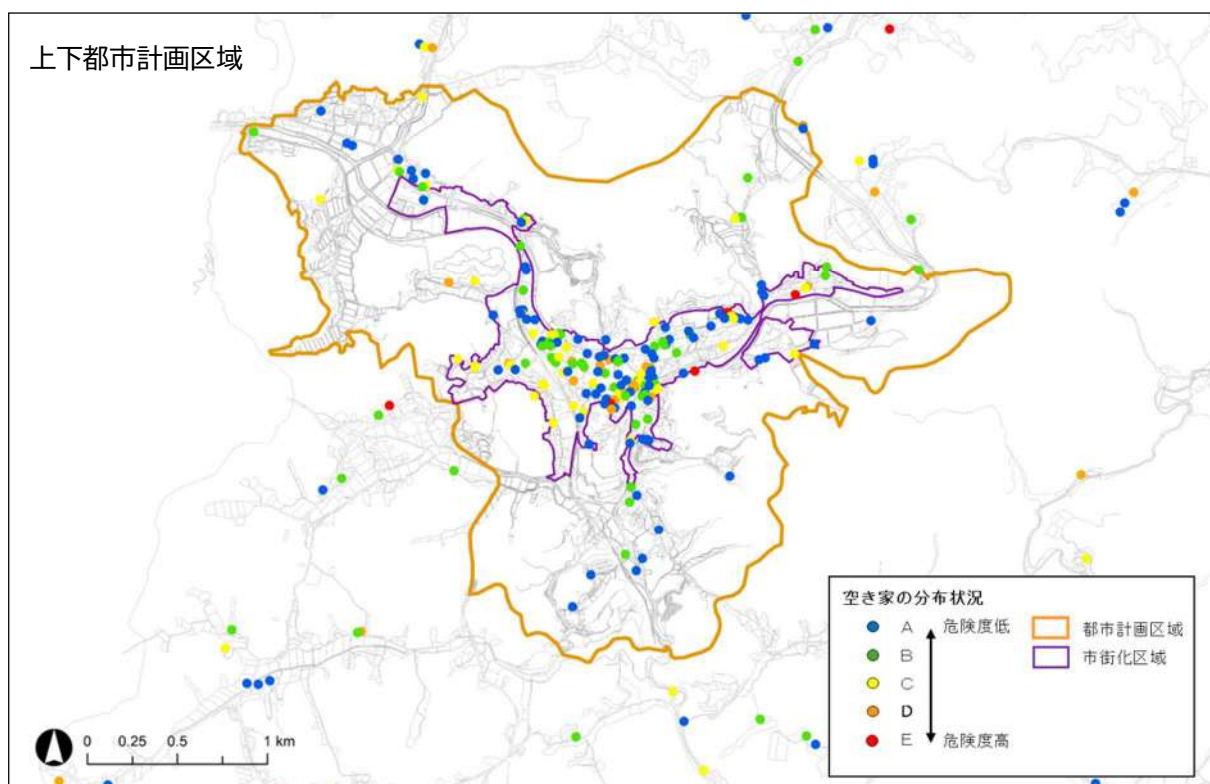 上下都市計画区域
空き家の分布状況
A 危険度低
B
C
D
E 危険度高
都市計画区域
市街化区域
0 0.25 0.5 1 km